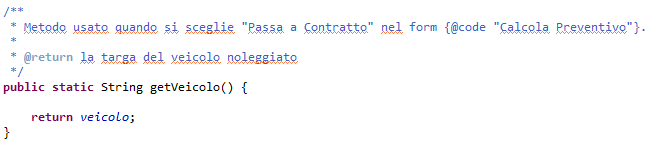 /**
 * Metodo usato quando si sceglie "Passa a Contratto" nel form {@code "Calcola Preventivo"}.
 *
 * @return la targa del veicolo noleggiato
 */
public static String getVeicolo() {
    return veicolo;
}